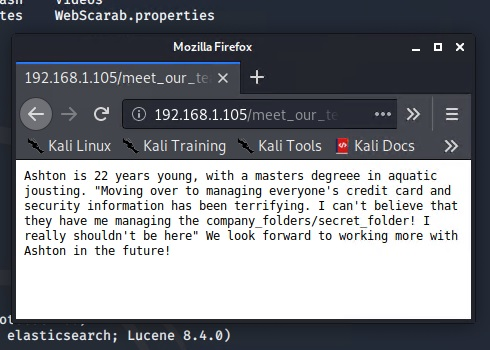 Videos
tes WebScarab.properties
Mozilla Firefox
192.168.1.105/meet_our_te
192.168.1.105/meet_our_te
Kali Linux Kali Training Kali Tools Kali Docs
Ashton is 22 years young, with a masters degreee in aquatic
jousting. "Moving over to managing everyone's credit card and
security information has been terrifying. I can't believe that
they have me managing the company_folders/secret_folder! I
really shouldn't be here" We look forward to working more with
Ashton in the future!
elasticsearch; Lucene 8.4.0)